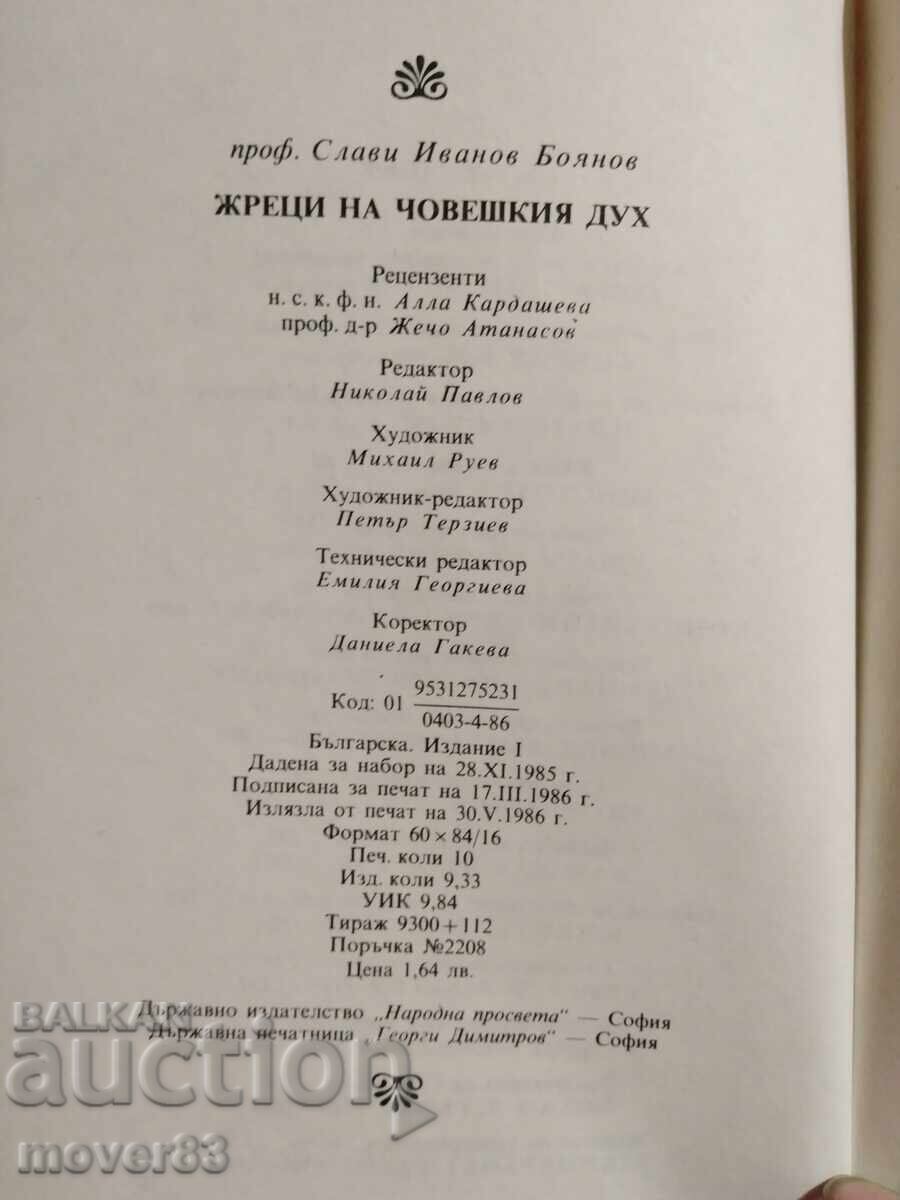 проф. Слави Иванов Боянов
ЖРЕЦИ НА ЧОВЕШКИЯ ДУХ
Рецензенти
н. с. к. ф. н. Алла Кардашева
проф. д-р Жечо Атанасов
Редактор
Николай Павлов
Художник
Михаил Руев
Художник-редактор
Петър Терзиев
Технически редактор
Емилия Георгиева
Коректор
Даниела Гакева
Код: 01 9531275231
0403-4-86
Българска. Издание I
Дадена за набор на 28.XI.1985 г.
Подписана за печат на 17.III.1986 г.
Излязла от печат на 30.V.1986 г.
Формат 60×84/16
Печ. коли 10
Изд. коли 9,33
УИК 9,84
Тираж 9300+112
Поръчка №2208
Цена 1,64 лв.
Държавно издателство „Народна просвета“ — София
Държавна печатница „Георги Димитров“ — София
BALKAN
auction
mover83